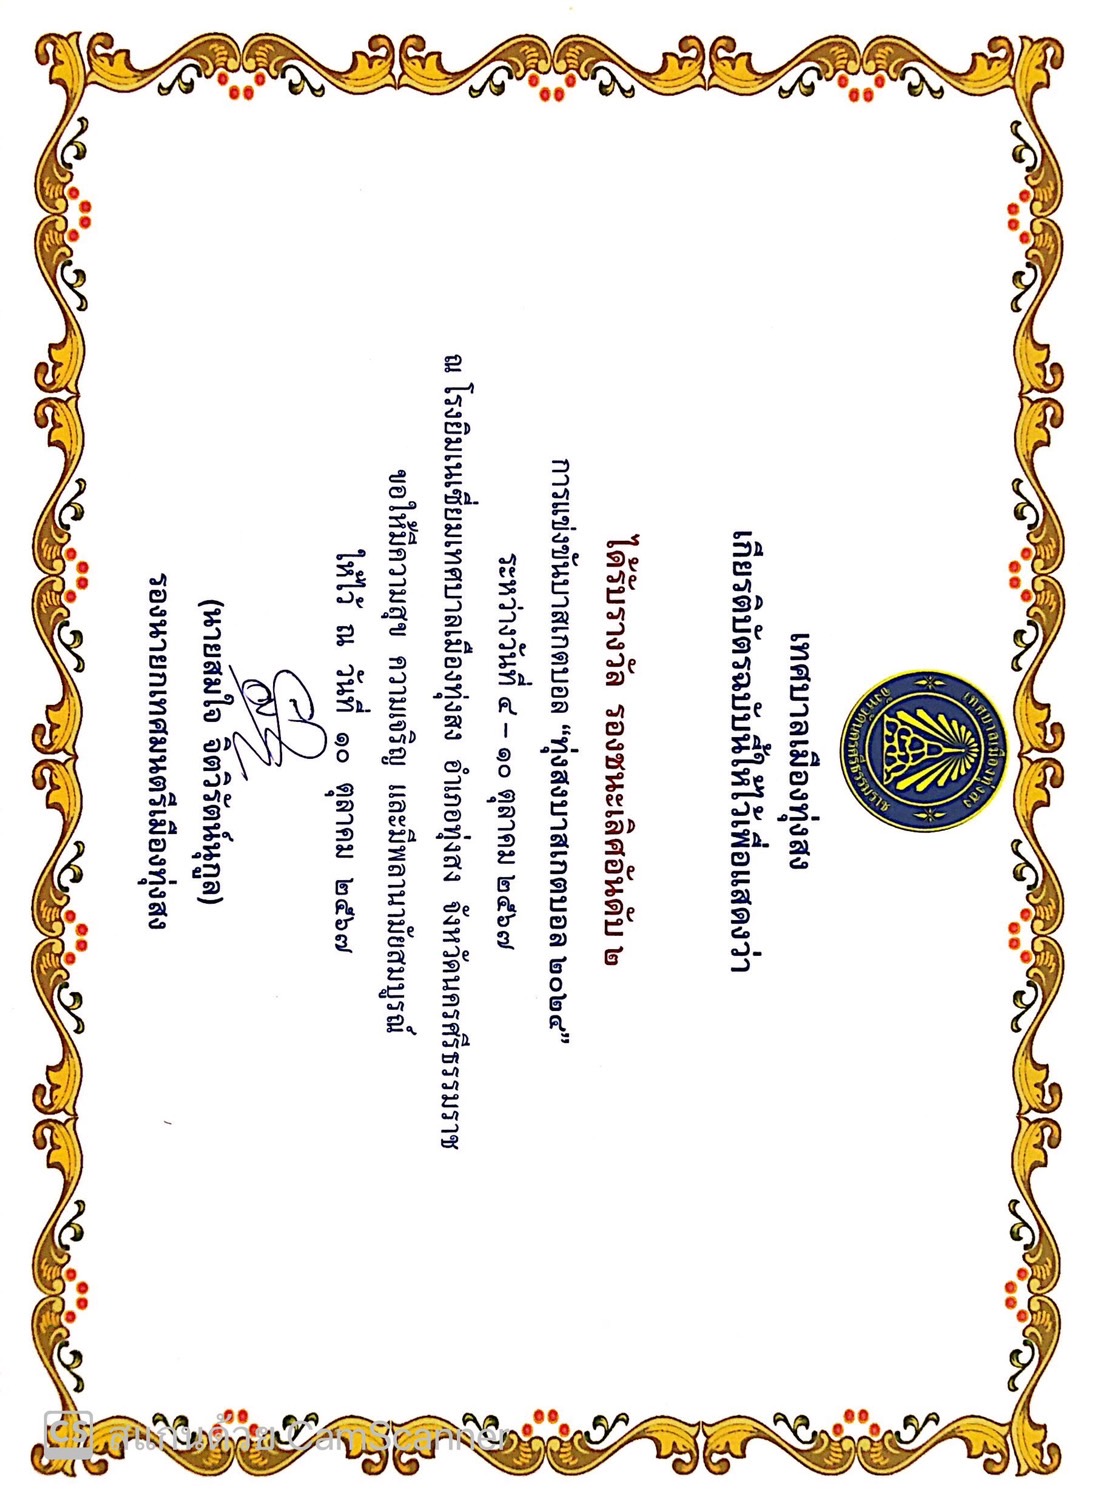 เทศบาลเมืองทุ่งสง
จังหวัดนครศรีธรรมราช
เทศบาลเมืองทุ่งสง
เกียรติบัตรฉบับนี้ให้ไว้เพื่อแสดงว่า
ได้รับรางวัล รองชนะเลิศอันดับ ๒
การแข่งขันบาสเกตบอล “ทุ่งสงบาสเกตบอล ๒๐๒๔”
ระหว่างวันที่ ๔ – ๑๐ ตุลาคม ๒๕๖๗
ณ โรงยิมเนเซี่ยมเทศบาลเมืองทุ่งสง อำเภอทุ่งสง จังหวัดนครศรีธรรมราช
ขอให้มีความสุข ความเจริญ และมีพลานามัยสมบูรณ์
ให้ไว้ ณ วันที่ ๑๐ ตุลาคม ๒๕๖๗
(นายสมใจ จิตวิรัตน์นุกูล)
รองนายกเทศมนตรีเมืองทุ่งสง
CS สแกนด้วย CamScanner